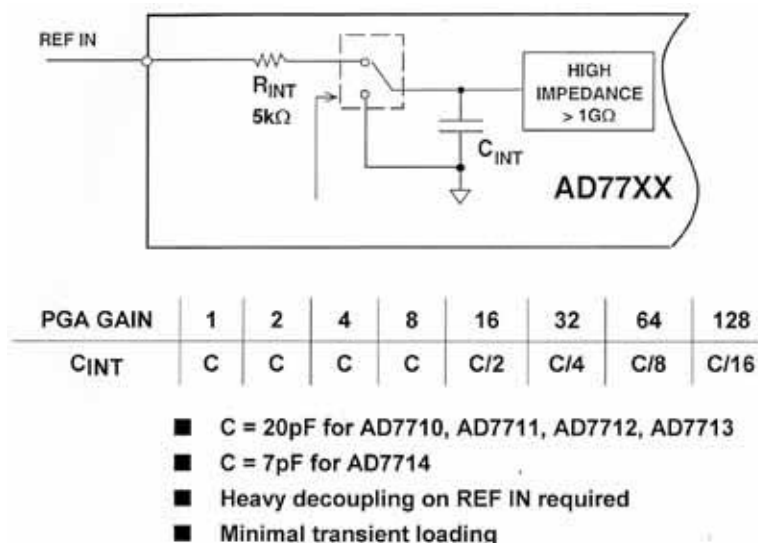 REF IN
RINT
5kΩ
HIGH
IMPEDANCE
> 1GΩ
CINT
AD77XX
PGA GAIN 1 2 4 8 16 32 64 128
CINT C C C C C/2 C/4 C/8 C/16
■ C = 20pF for AD7710, AD7711, AD7712, AD7713
■ C = 7pF for AD7714
■ Heavy decoupling on REF IN required
■ Minimal transient loading